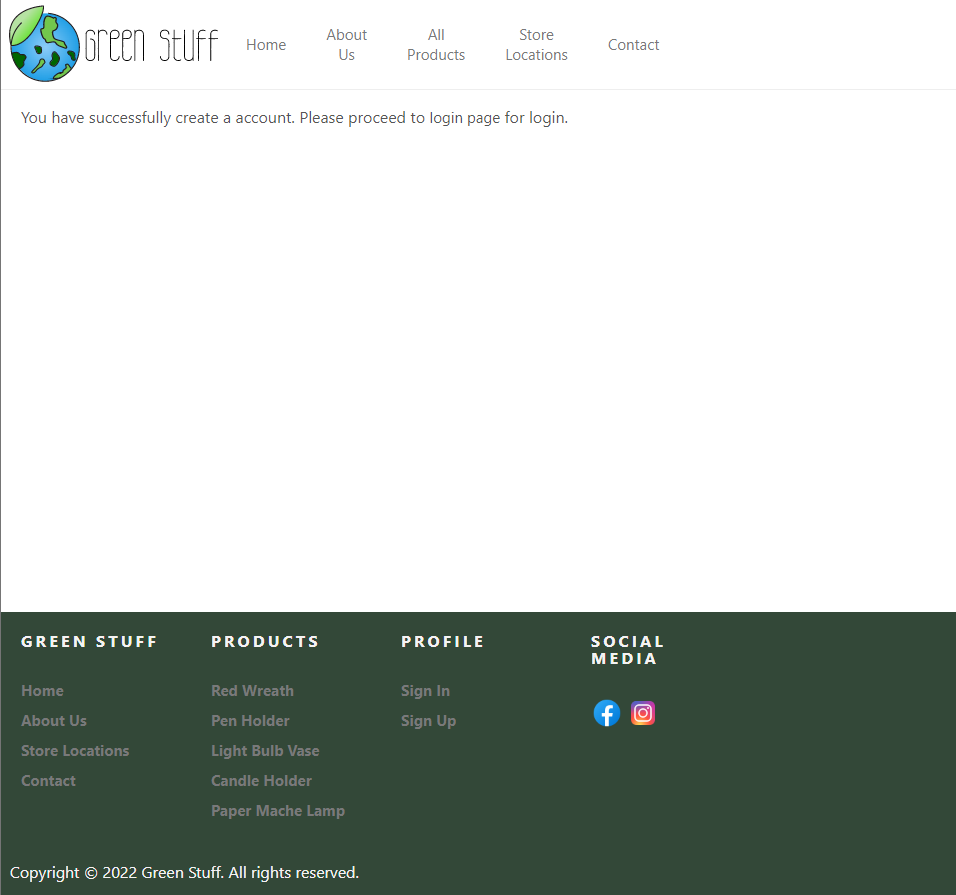 Green Stuff
Home
About
Us
All
Products
Store
Locations
Contact
You have successfully create a account. Please proceed to login page for login.
GREEN STUFF
Home
About Us
Store Locations
Contact
PRODUCTS
Red Wreath
Pen Holder
Light Bulb Vase
Candle Holder
Paper Mache Lamp
PROFILE
Sign In
Sign Up
SOCIAL
MEDIA
Copyright © 2022 Green Stuff. All rights reserved.